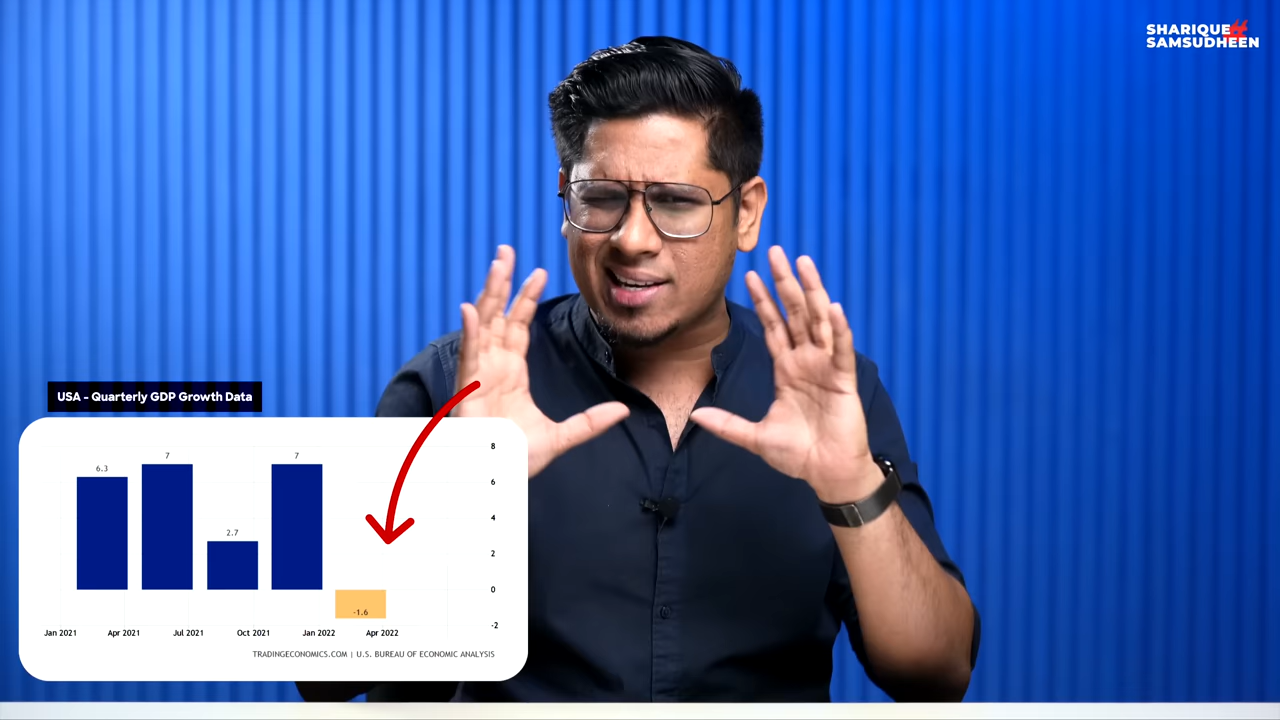 SHARIQUE
SAMSUDHEEN
USA - Quarterly GDP Growth Data
8
6
4
2
0
-2
6.3
7
2.7
7
-1.6
Jan 2021 Apr 2021 Jul 2021 Oct 2021 Jan 2022 Apr 2022
TRADINGECONOMICS.COM | U.S. BUREAU OF ECONOMIC ANALYSIS